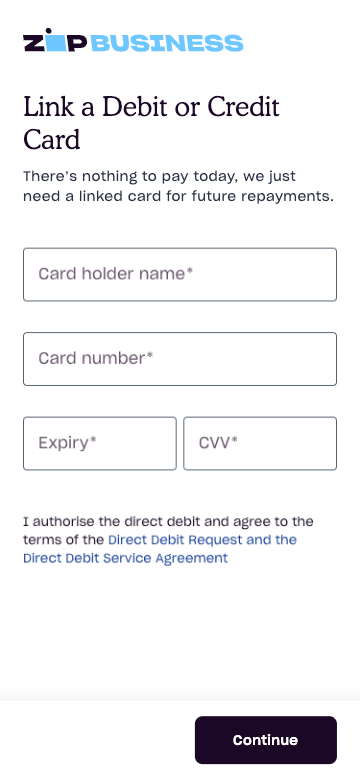 ZIP BUSINESS
Link a Debit or Credit
Card
There's nothing to pay today, we just
need a linked card for future repayments.
Card holder name*
Card number*
Expiry*
CVV*
I authorise the direct debit and agree to the
terms of the Direct Debit Request and the
Direct Debit Service Agreement
Continue